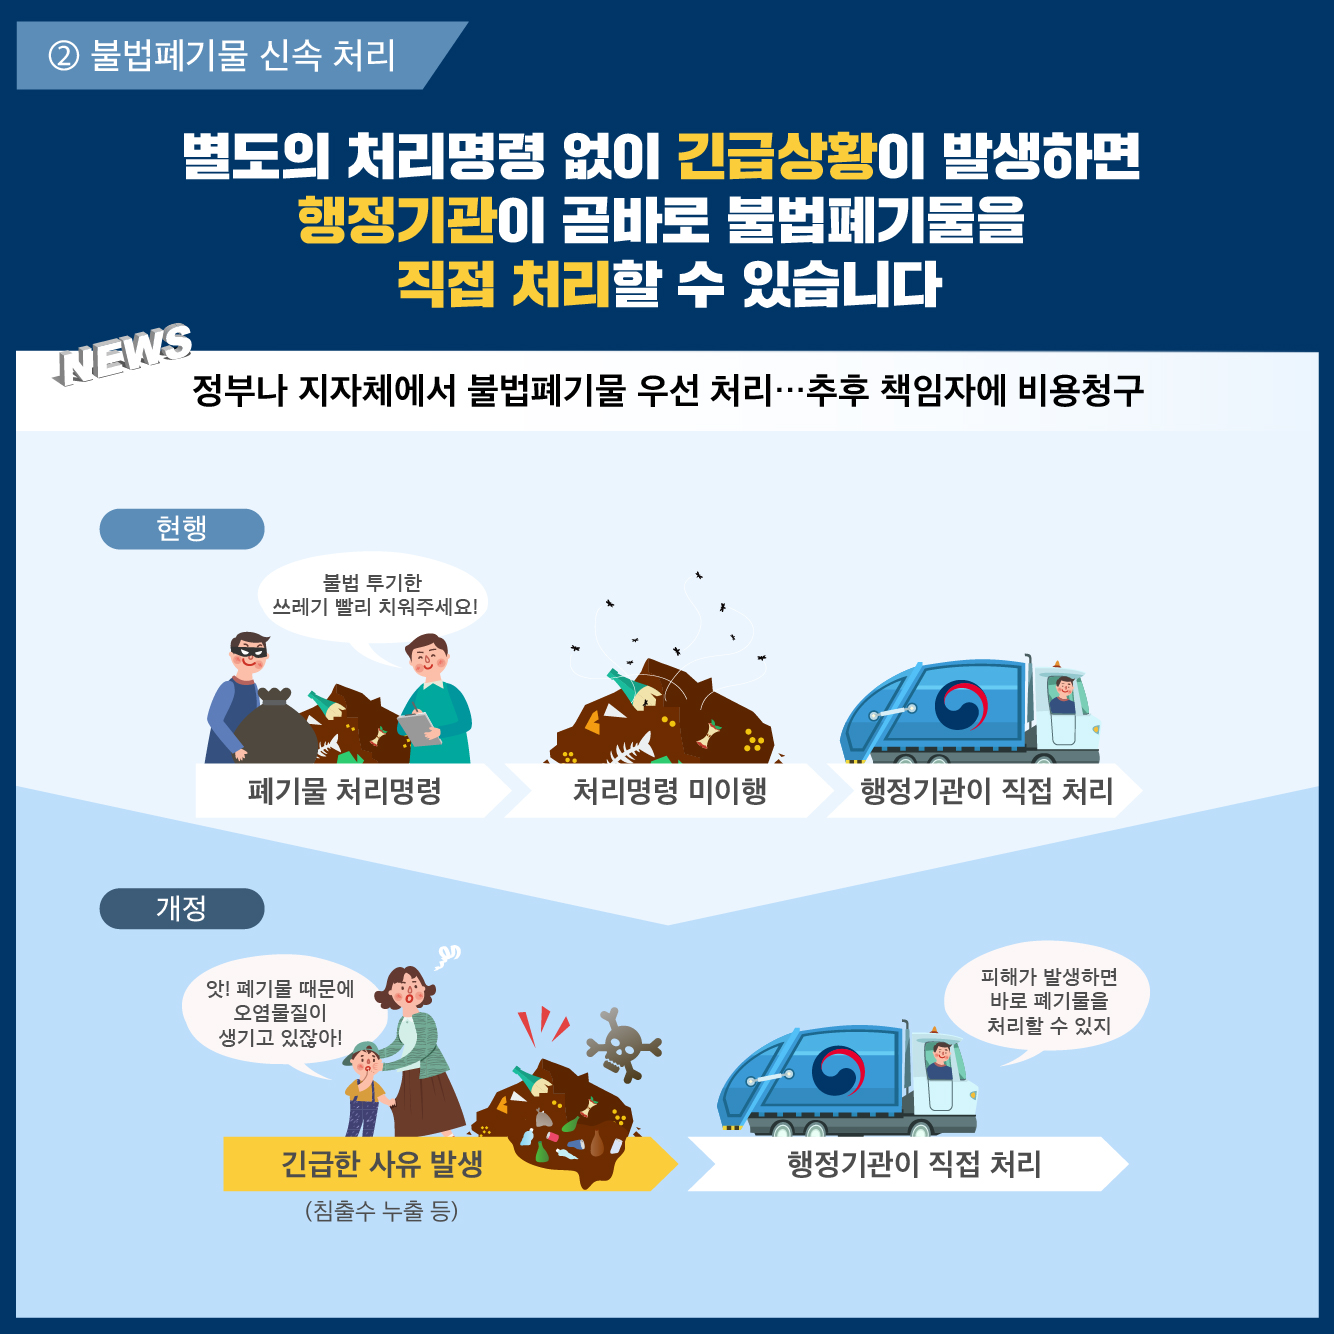 ② 불법폐기물 신속 처리
별도의 처리명령 없이 긴급상황이 발생하면
행정기관이 곧바로 불법폐기물을
직접 처리할 수 있습니다
NEWS
정부나 지자체에서 불법폐기물 우선 처리…추후 책임자에 비용청구
현행
불법 투기한
쓰레기 빨리 치워주세요!
폐기물 처리명령
처리명령 미이행
행정기관이 직접 처리
개정
앗! 폐기물 때문에
오염물질이
생기고 있잖아!
피해가 발생하면
바로 폐기물을
처리할 수 있지
긴급한 사유 발생
(침출수 누출 등)
행정기관이 직접 처리